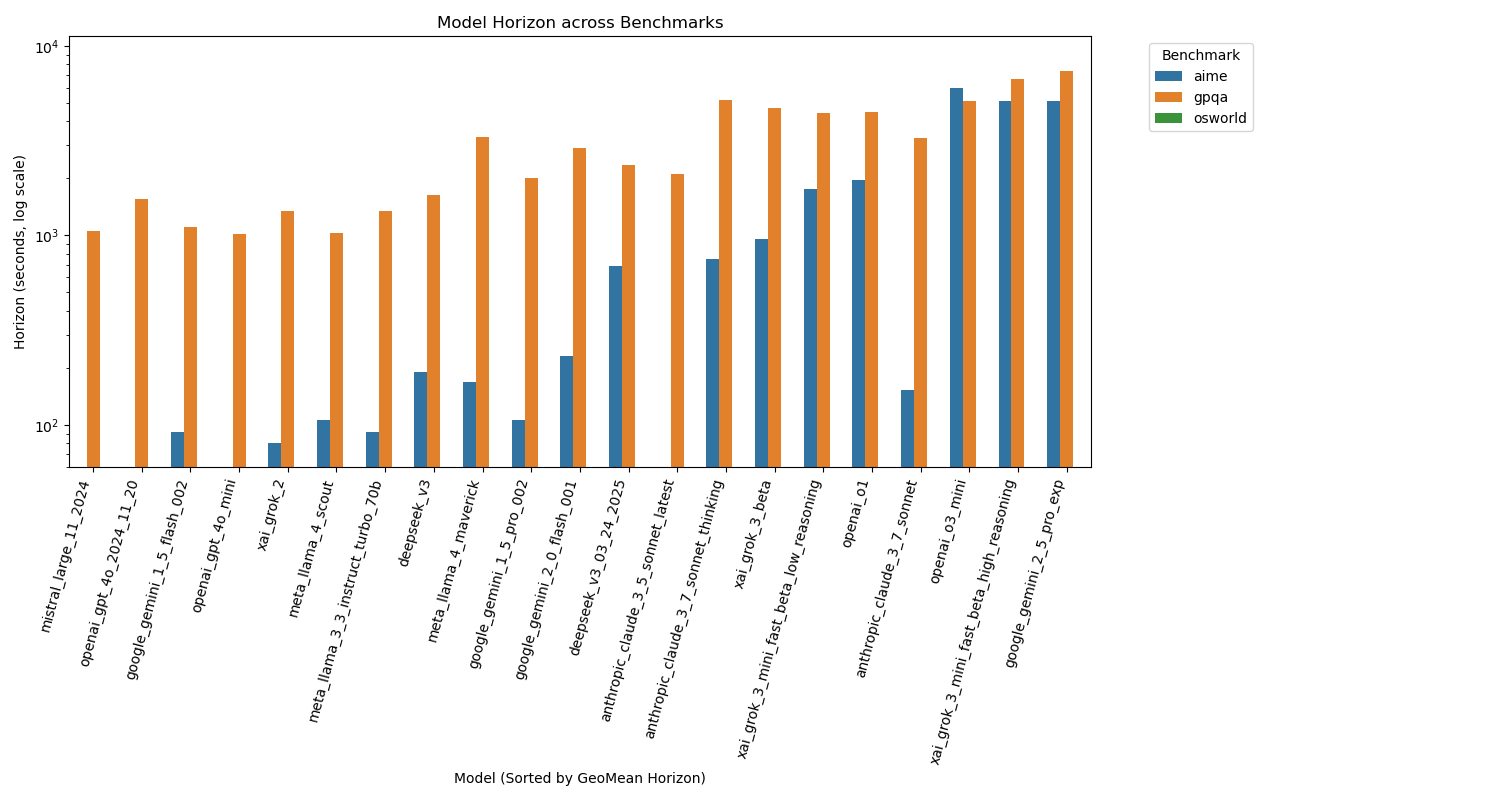 Model Horizon across Benchmarks
Horizon (seconds, log scale)
10^4
10^3
10^2
mistral_large_11_2024
openai_gpt_4o_2024_11_20
google_gemini_1_5_flash_002
openai_gpt_4o_mini
xai_grok_2
meta_llama_4_scout
meta_llama_3_3_instruct_turbo_70b
deepseek_v3
meta_llama_4_maverick
google_gemini_1_5_pro_002
google_gemini_2_0_flash_001
deepseek_v3_03_24_2025
anthropic_claude_3_5_sonnet_latest
anthropic_claude_3_7_sonnet_thinking
xai_grok_3_beta
xai_grok_3_mini_fast_beta_low_reasoning
openai_o1
anthropic_claude_3_7_sonnet
openai_o3_mini
xai_grok_3_mini_fast_beta_high_reasoning
google_gemini_2_5_pro_exp
Model (Sorted by GeoMean Horizon)
Benchmark
aime
gpqa
osworld